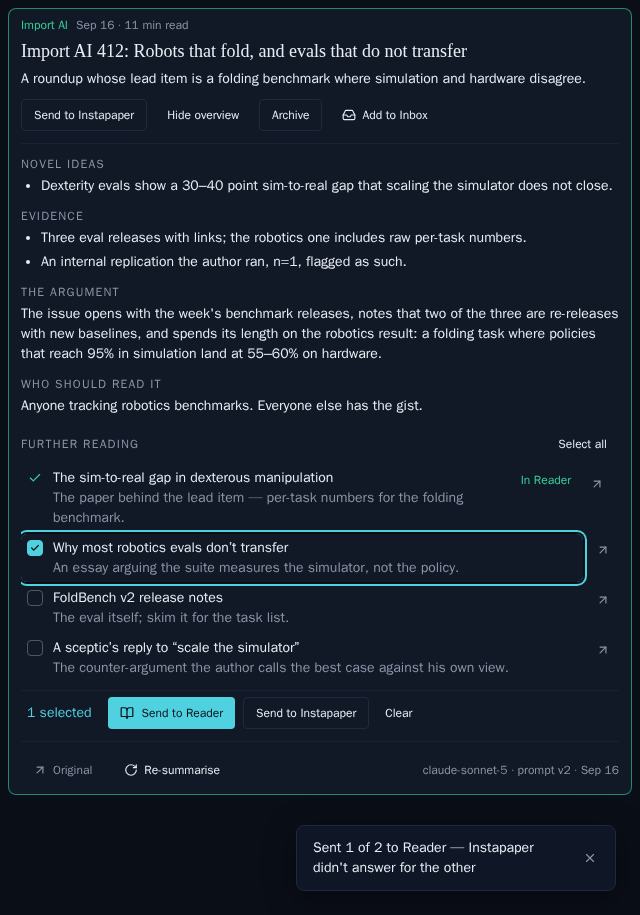 Import AI Sep 16 · 11 min read
Import AI 412: Robots that fold, and evals that do not transfer
A roundup whose lead item is a folding benchmark where simulation and hardware disagree.
Send to Instapaper Hide overview Archive Add to Inbox
NOVEL IDEAS
• Dexterity evals show a 30–40 point sim-to-real gap that scaling the simulator does not close.
EVIDENCE
• Three eval releases with links; the robotics one includes raw per-task numbers.
• An internal replication the author ran, n=1, flagged as such.
THE ARGUMENT
The issue opens with the week's benchmark releases, notes that two of the three are re-releases
with new baselines, and spends its length on the robotics result: a folding task where policies
that reach 95% in simulation land at 55–60% on hardware.
WHO SHOULD READ IT
Anyone tracking robotics benchmarks. Everyone else has the gist.
FURTHER READING Select all
The sim-to-real gap in dexterous manipulation In Reader
The paper behind the lead item — per-task numbers for the folding
benchmark.
Why most robotics evals don't transfer
An essay arguing the suite measures the simulator, not the policy.
FoldBench v2 release notes
The eval itself; skim it for the task list.
A sceptic's reply to “scale the simulator”
The counter-argument the author calls the best case against his own view.
1 selected Send to Reader Send to Instapaper Clear
Original Re-summarise claude-sonnet-5 · prompt v2 · Sep 16
Sent 1 of 2 to Reader — Instapaper
didn't answer for the other